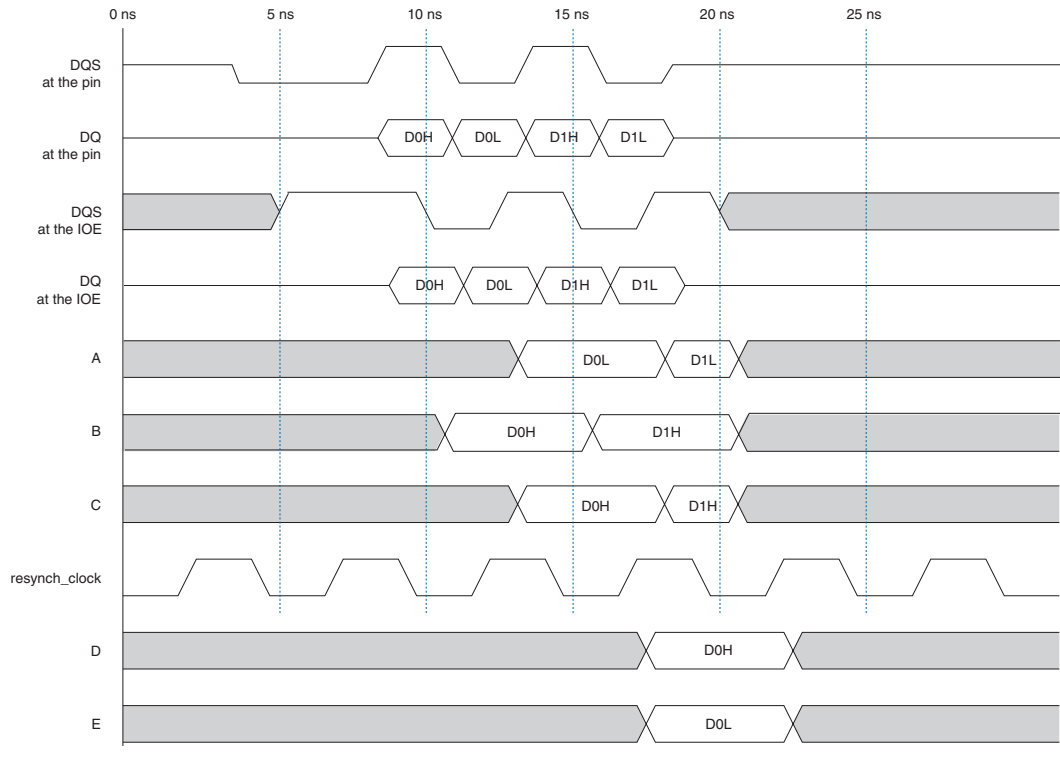 0 ns 5 ns 10 ns 15 ns 20 ns 25 ns
DQS
at the pin
DQ
at the pin
D0H D0L D1H D1L
DQS
at the IOE
DQ
at the IOE
D0H D0L D1H D1L
A
D0L D1L
B
D0H D1H
C
D0H D1H
resynch_clock
D
D0H
E
D0L